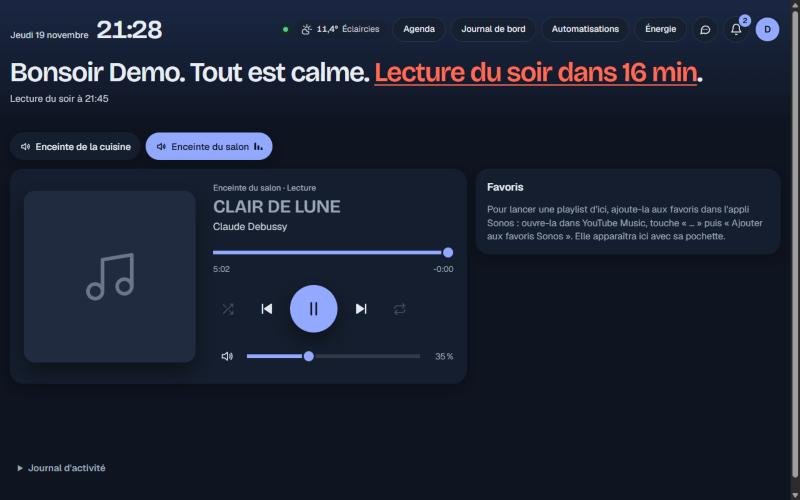 Jeudi 19 novembre 21:28
11,4° Éclaircies
Agenda
Journal de bord
Automatisations
Énergie
2
D
Bonsoir Demo. Tout est calme. Lecture du soir dans 16 min.
Lecture du soir à 21:45
Enceinte de la cuisine
Enceinte du salon
Enceinte du salon · Lecture
CLAIR DE LUNE
Claude Debussy
5:02
-0:00
35 %
Favoris
Pour lancer une playlist d'ici, ajoute-la aux favoris dans l'appli
Sonos : ouvre-la dans YouTube Music, touche « … » puis « Ajouter
aux favoris Sonos ». Elle apparaîtra ici avec sa pochette.
Journal d'activité